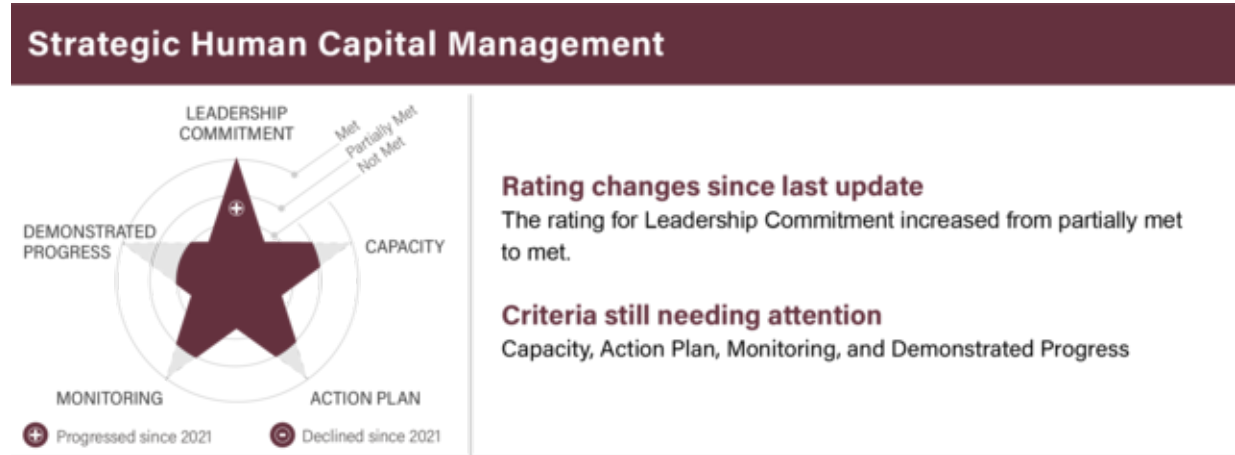 Strategic Human Capital Management
LEADERSHIP
COMMITMENT
Met
Partially Met
Not Met
DEMONSTRATED
PROGRESS
CAPACITY
MONITORING
ACTION PLAN
Progressed since 2021
Declined since 2021
Rating changes since last update
The rating for Leadership Commitment increased from partially met
to met.
Criteria still needing attention
Capacity, Action Plan, Monitoring, and Demonstrated Progress